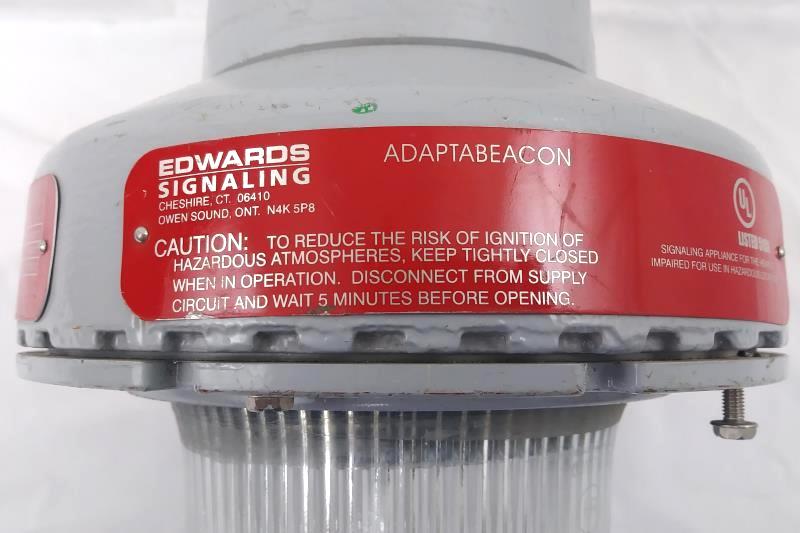 EDWARDS
SIGNALING
ADAPTABEACON
CHESHIRE, CT. 06410
OWEN SOUND, ONT. N4K 5P8
CAUTION: TO REDUCE THE RISK OF IGNITION OF
HAZARDOUS ATMOSPHERES, KEEP TIGHTLY CLOSED
WHEN IN OPERATION. DISCONNECT FROM SUPPLY
CIRCUIT AND WAIT 5 MINUTES BEFORE OPENING.
UL
LISTED
SIGNALING APPLIANCE FOR THE
IMPAIRED FOR USE IN HAZARDOUS